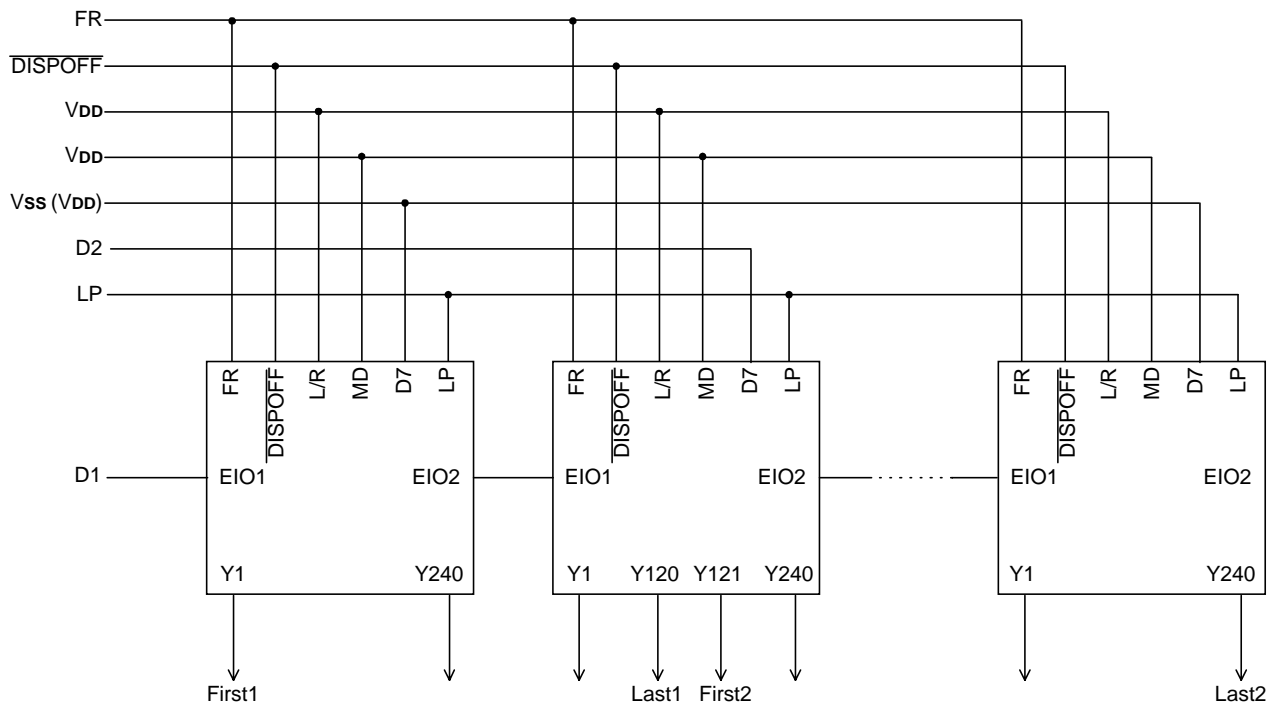 FR
DISPOFF
VDD
VDD
VSS (VDD)
D2
LP
FR DISPOFF L/R MD D7 LP
FR DISPOFF L/R MD D7 LP
FR DISPOFF L/R MD D7 LP
D1
EIO1 EIO2
EIO1 EIO2
EIO1 EIO2
Y1 Y240
Y1 Y120 Y121 Y240
Y1 Y240
First1
Last1 First2
Last2